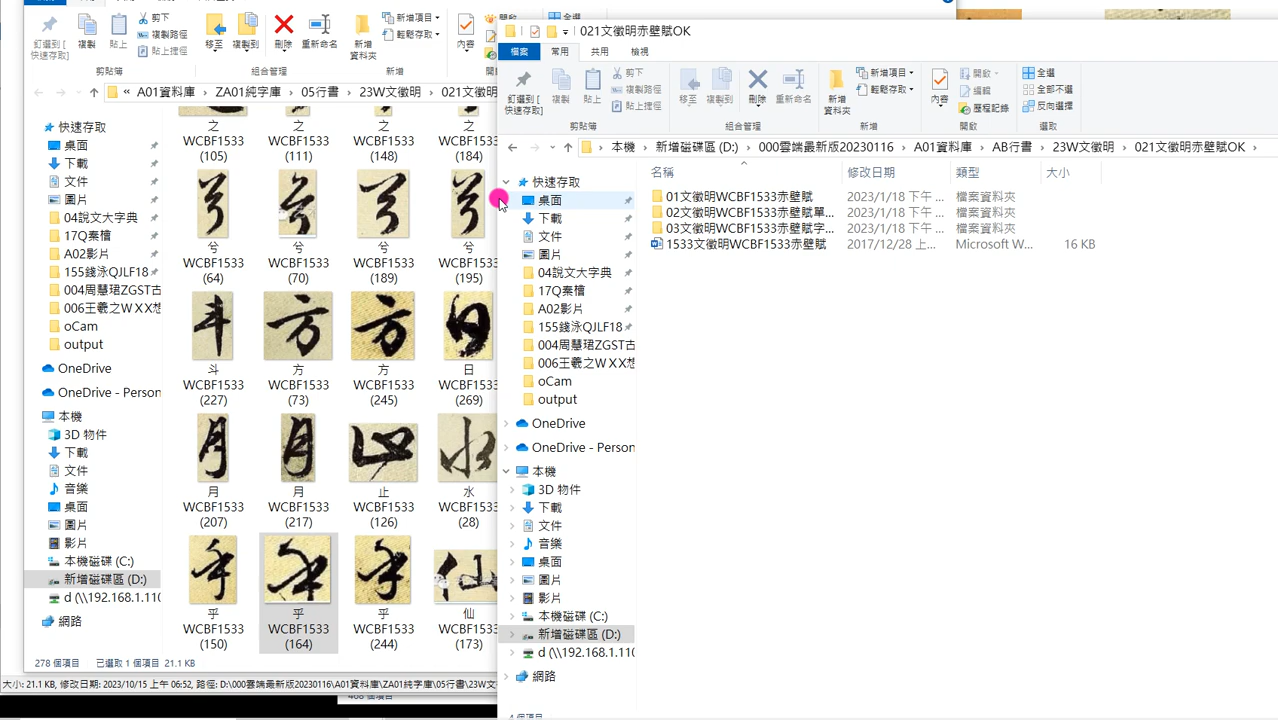 021文徵明赤壁賦OK
檔案 常用 共用 檢視
釘選到 [ 快速存取 複製 貼上 剪下 複製路徑 貼上捷徑 移至 複製到 刪除 重新命名 新增 資料夾 新增項目 輕鬆存取 內容
剪貼簿 組合管理 新增
« A01資料庫 > ZA01純字庫 > 05行書 > 23W文徵明 > 021文徵明
快速存取
桌面
下載
文件
圖片
04說文大字典
17Q秦檜
A02影片
155錢泳QJLF18
004周慧珺ZGST古
006王羲之WXX想
oCam
output
OneDrive
OneDrive - Person
本機
3D 物件
下載
文件
音樂
桌面
圖片
影片
本機磁碟 (C:)
新增磁碟區 (D:)
d (\\192.168.1.110
網路
之 之 之 之
WCBF1533 WCBF1533 WCBF1533 WCBF1533
(105) (111) (148) (184)
兮 兮 兮 兮
WCBF1533 WCBF1533 WCBF1533 WCBF1533
(64) (70) (189) (195)
斗 方 方 日
WCBF1533 WCBF1533 WCBF1533 WCBF1533
(227) (73) (245) (269)
月 月 止 水
WCBF1533 WCBF1533 WCBF1533 WCBF1533
(207) (217) (126) (28)
乎 乎 乎 仙
WCBF1533 WCBF1533 WCBF1533 WCBF1533
(150) (164) (244) (173)
278 個項目 已選取 1 個項目 21.1 KB
大小: 21.1 KB, 修改日期: 2023/10/15 上午 06:52, 路徑: D:\000雲端最新版20230116\A01資料庫\ZA01純字庫\05行書\23W文
釘選到 [ 快速存取 複製 貼上 剪下 複製路徑 貼上捷徑 移至 複製到 刪除 重新命名 新增 資料夾 新增項目 輕鬆存取 內容 開啟 編輯 歷程記錄 全選 全部不選 反向選擇
剪貼簿 組合管理 新增 開啟 選取
本機 > 新增磁碟區 (D:) > 000雲端最新版20230116 > A01資料庫 > AB行書 > 23W文徵明 > 021文徵明赤壁賦OK >
名稱 修改日期 類型 大小
01文徵明WCBF1533赤壁賦 2023/1/18 下午 ... 檔案資料夾
02文徵明WCBF1533赤壁賦單... 2023/1/18 下午 ... 檔案資料夾
03文徵明WCBF1533赤壁賦字... 2023/1/18 下午 ... 檔案資料夾
1533文徵明WCBF1533赤壁賦 2017/12/28 上... Microsoft W... 16 KB
快速存取
桌面
下載
文件
圖片
04說文大字典
17Q秦檜
A02影片
155錢泳QJLF18
004周慧珺ZGST古
006王羲之WXX想
oCam
output
OneDrive
OneDrive - Person
本機
3D 物件
下載
文件
音樂
桌面
圖片
影片
本機磁碟 (C:)
新增磁碟區 (D:)
d (\\192.168.1.110
網路